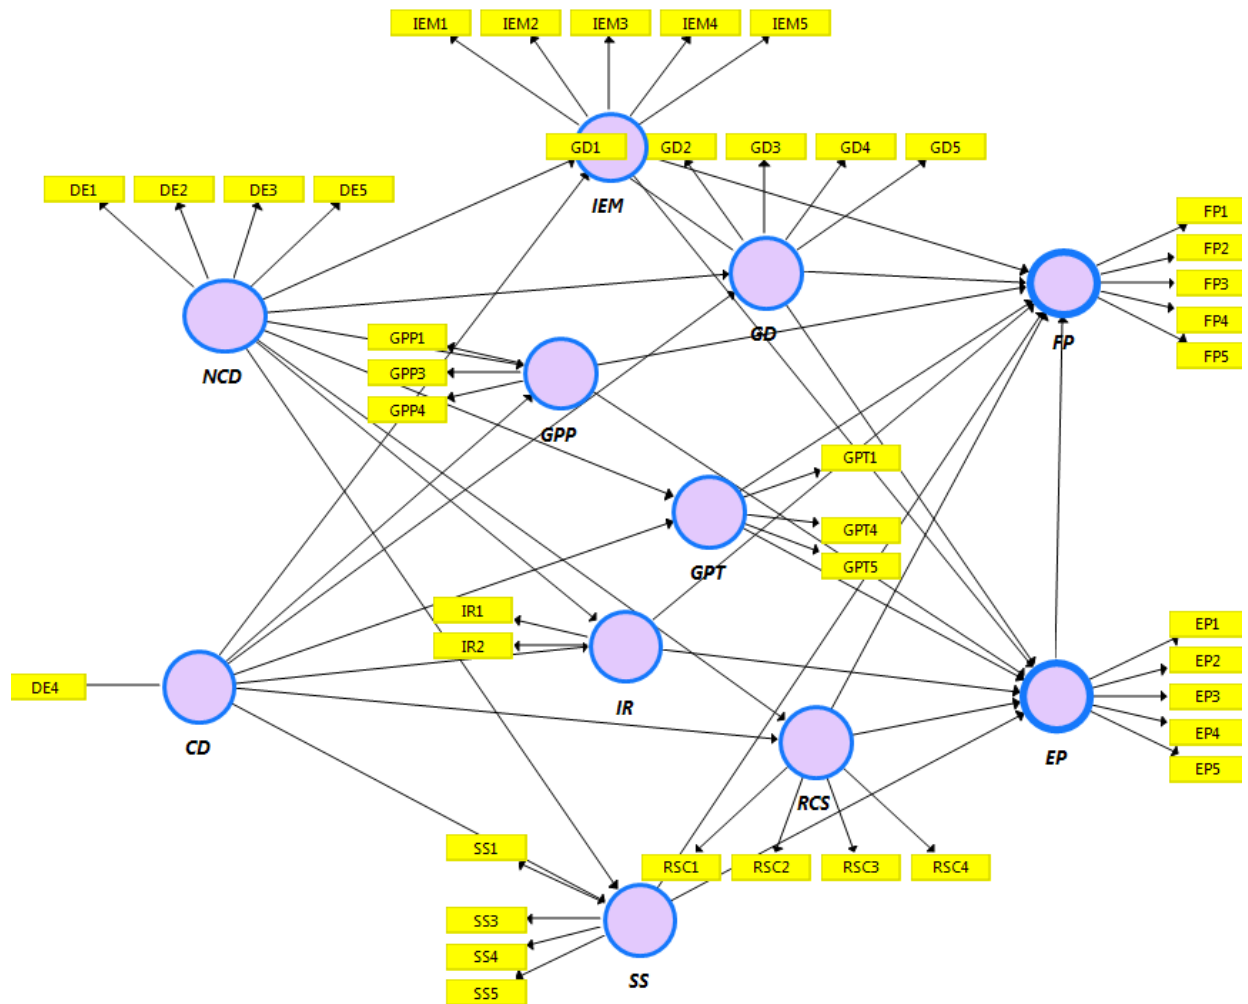 IEM1
IEM2
IEM3
IEM4
IEM5
GD1
GD2
GD3
GD4
GD5
IEM
DE1
DE2
DE3
DE5
FP1
FP2
FP3
FP4
FP5
GD
FP
NCD
GPP1
GPP3
GPP4
GPP
GPT1
GPT4
GPT5
GPT
IR1
IR2
IR
DE4
CD
EP1
EP2
EP3
EP4
EP5
EP
RCS
SS1
RSC1
RSC2
RSC3
RSC4
SS3
SS4
SS5
SS